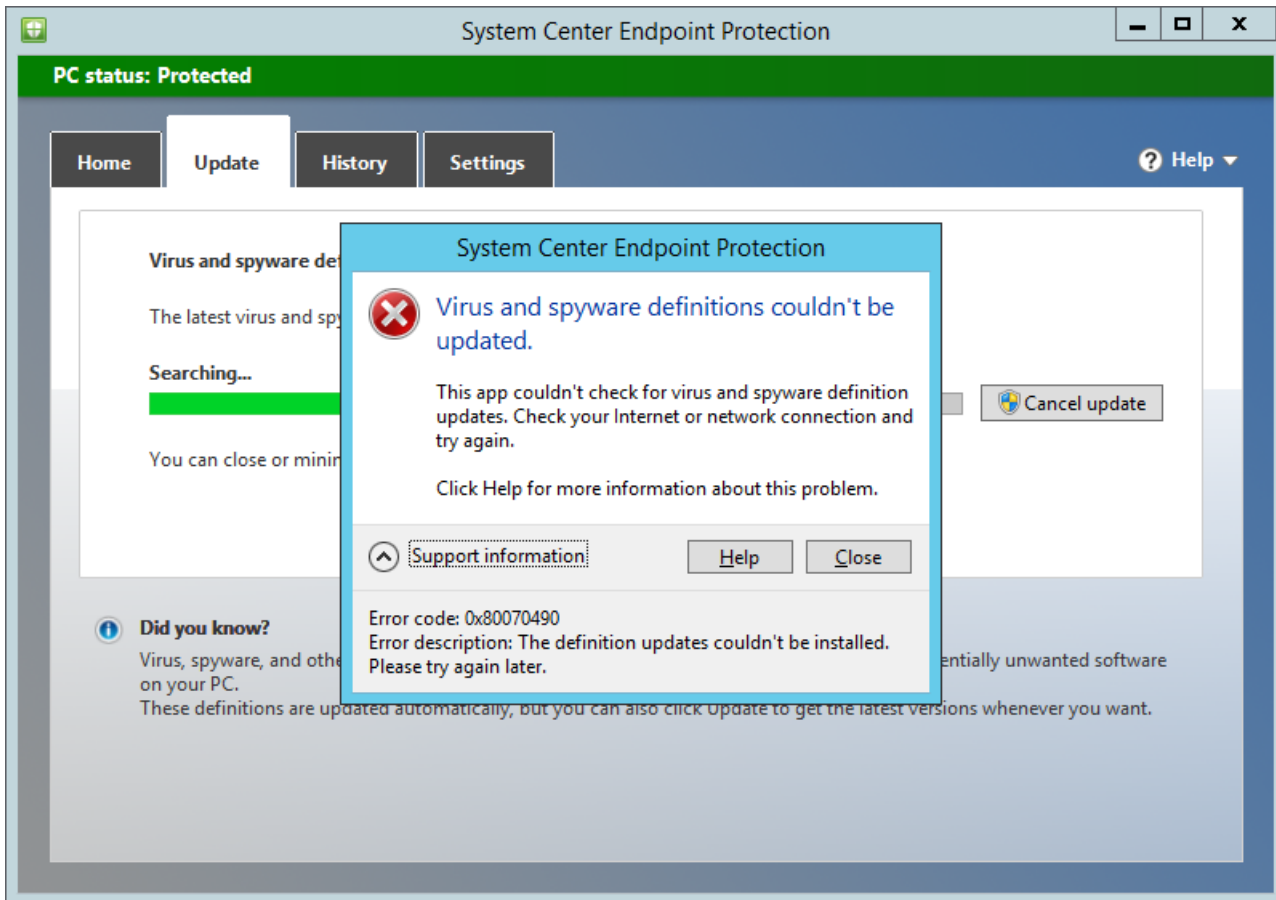 System Center Endpoint Protection
PC status: Protected
Home
Update
History
Settings
Help
Virus and spyware
The latest virus and
Searching...
Cancel update
You can close or
System Center Endpoint Protection
Virus and spyware definitions couldn't be
updated.
This app couldn't check for virus and spyware definition
updates. Check your Internet or network connection and
try again.
Click Help for more information about this problem.
Support information
Help
Close
Error code: 0x80070490
Error description: The definition updates couldn't be installed.
Please try again later.
Did you know?
Virus, spyware, and unwanted software
on your PC.
These definitions are updated automatically, but you can also click Update to get the latest versions whenever you want.